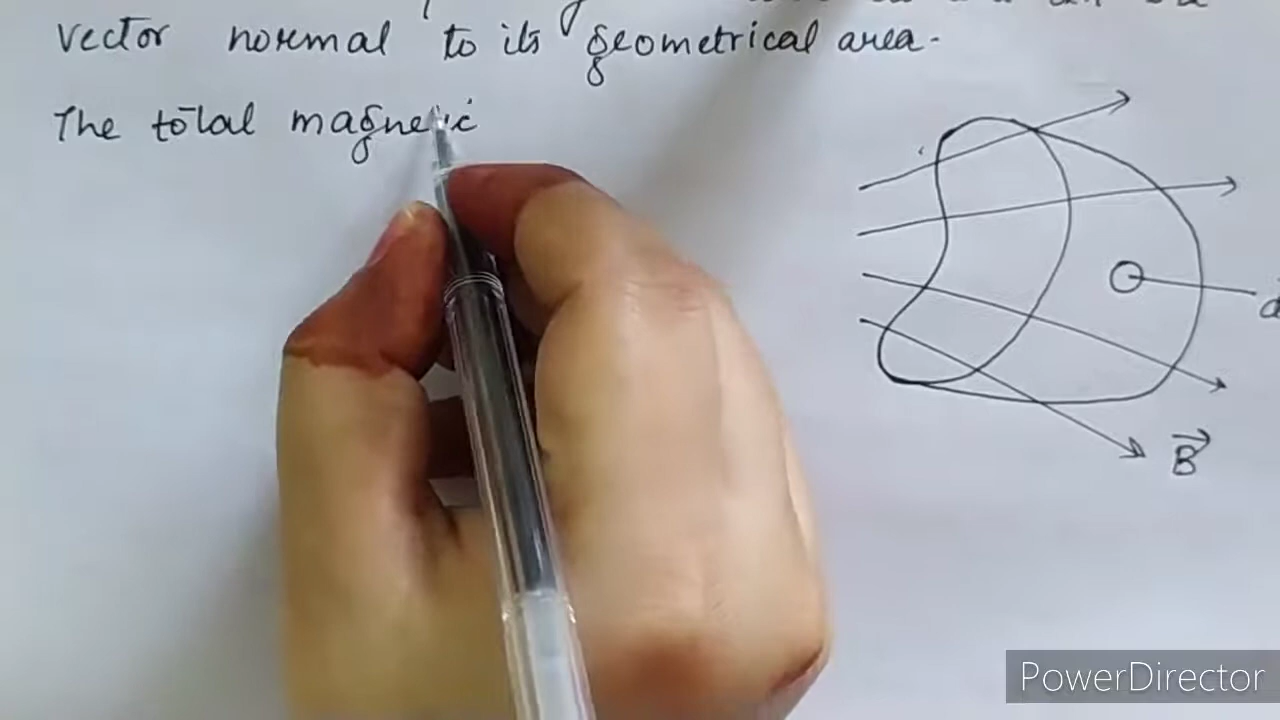 vector normal to its geometrical area.
The total magnetic
B
PowerDirector